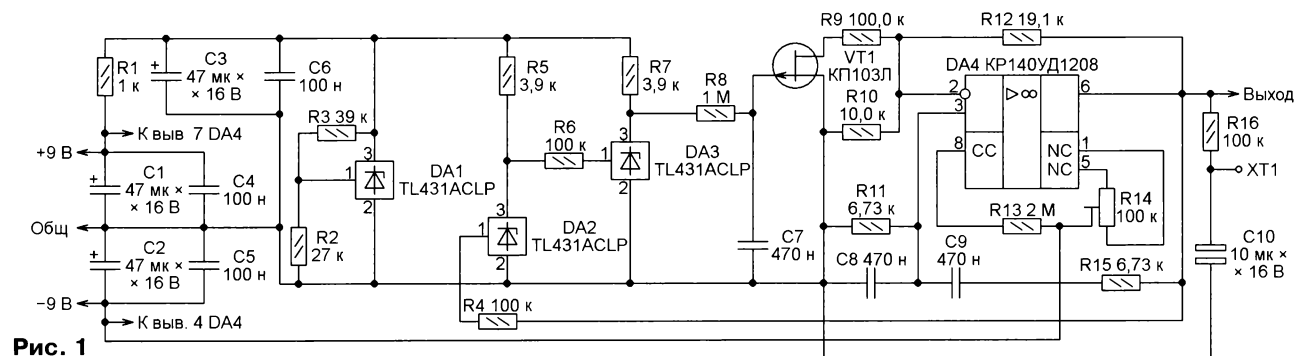 R1
1 к
C3
47 мк ×
× 16 В
C6
100 н
К выв 7 DA4
+9 В
C1
47 мк ×
× 16 В
C4
100 н
Общ
C2
47 мк ×
× 16 В
C5
100 н
−9 В
К выв. 4 DA4
Рис. 1
R3 39 к
R2
27 к
1
3
2
DA1
TL431ACLP
R5
3,9 к
R6
100 к
1
3
2
DA2
TL431ACLP
R4 100 к
R7
3,9 к
1
3
2
DA3
TL431ACLP
R8
1 М
C7
470 н
R9 100,0 к
VT1
КП103Л
R10
10,0 к
R11
6,73 к
C8 470 н
C9
470 н
R12 19,1 к
DA4 КР140УД1208
2
3
8
CC
▷∞
NC
NC
6
1
5
R13 2 М
R14
100 к
R15 6,73 к
Выход
R16
100 к
XT1
C10
10 мк ×
× 16 В